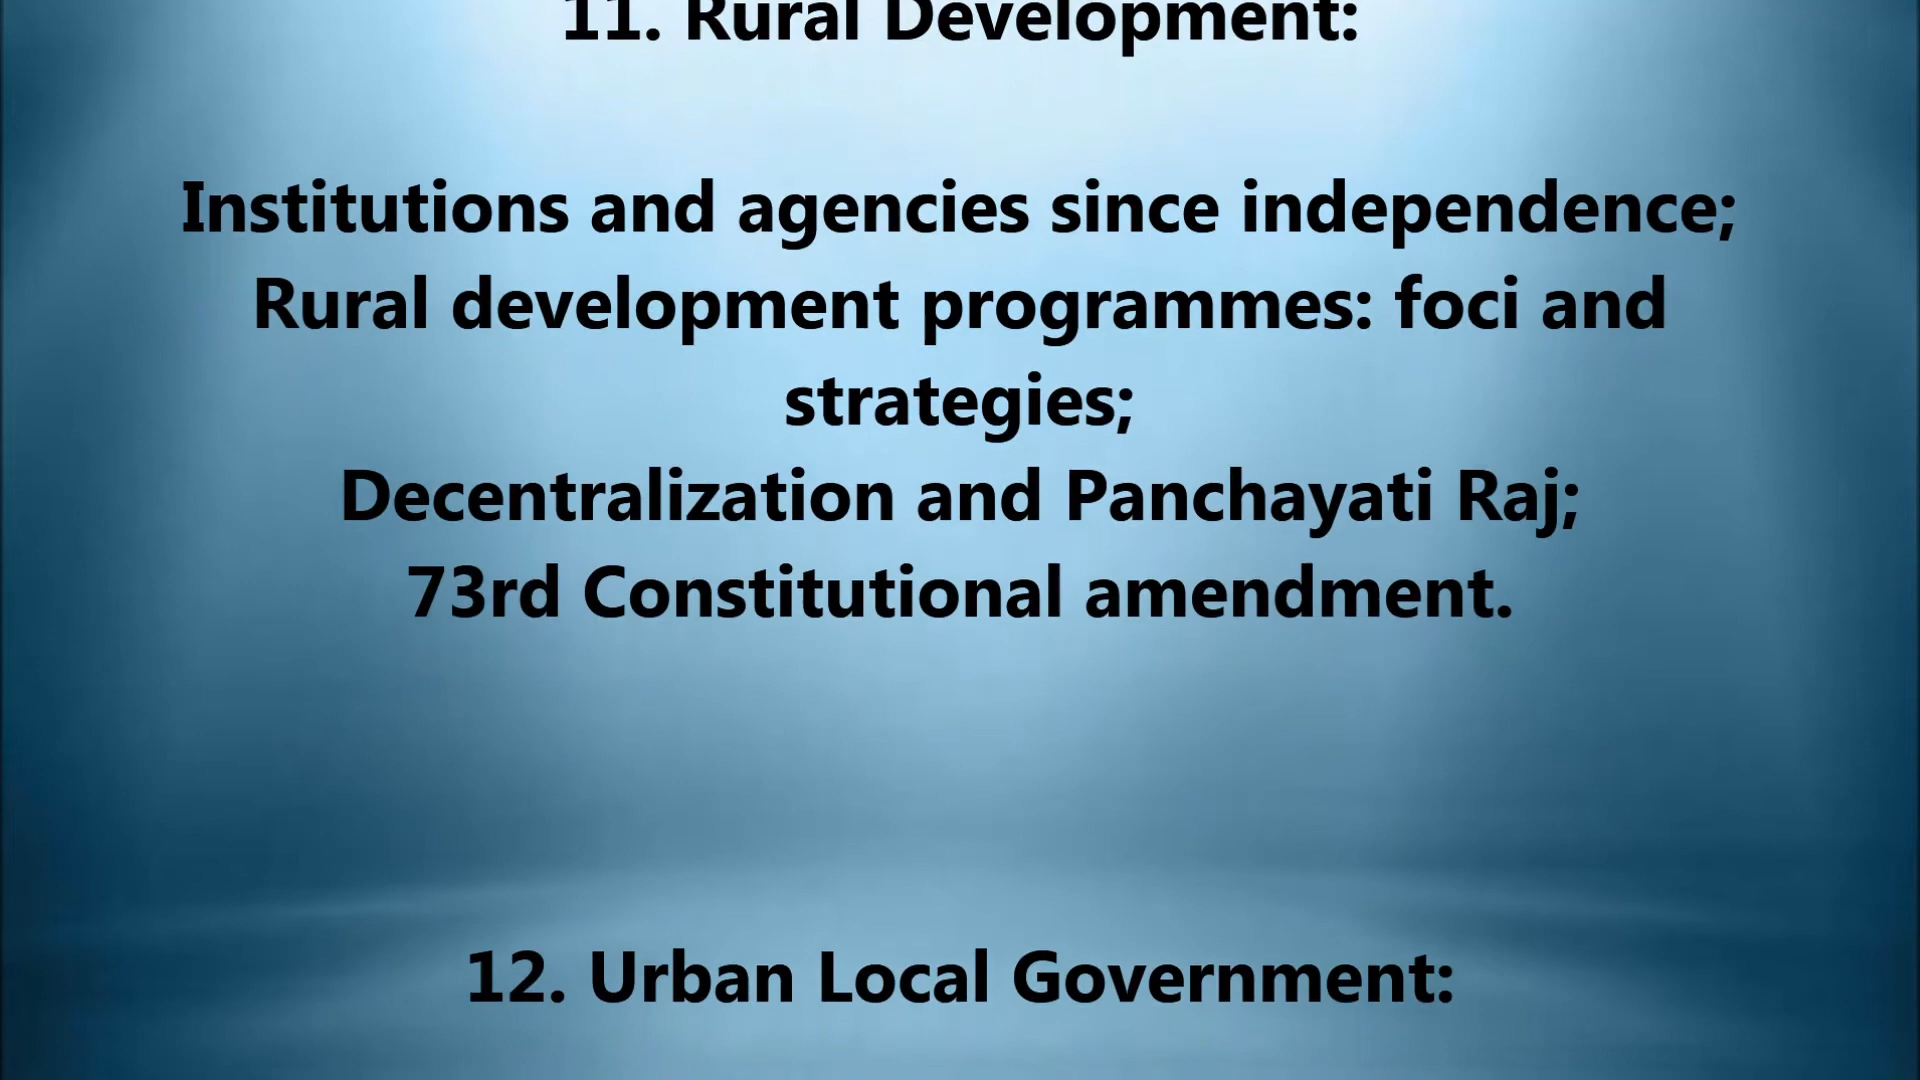 11. Rural Development:
Institutions and agencies since independence;
Rural development programmes: foci and
strategies;
Decentralization and Panchayati Raj;
73rd Constitutional amendment.
12. Urban Local Government: